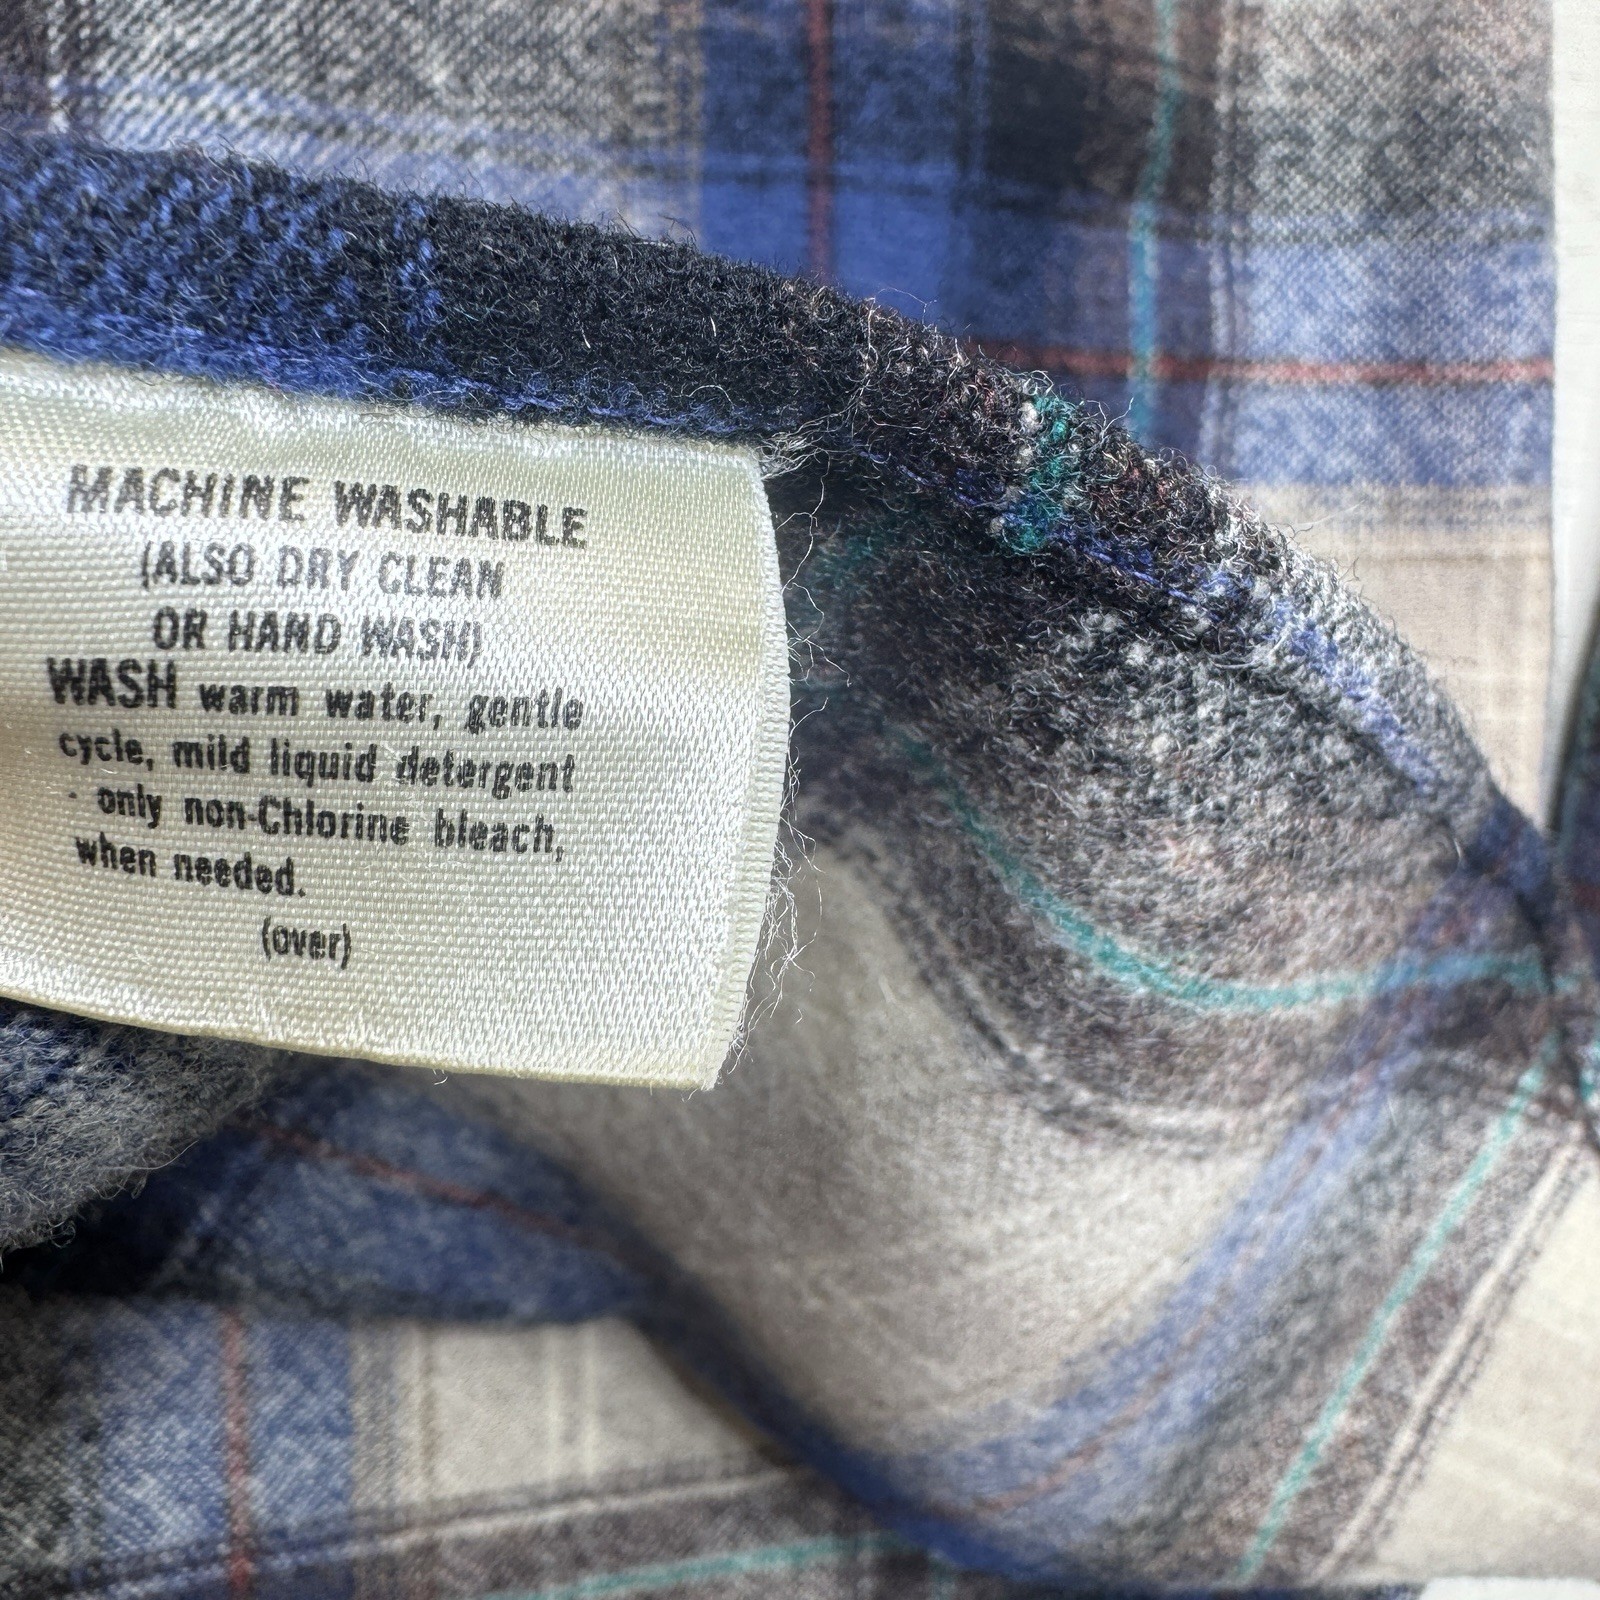 MACHINE WASHABLE
(ALSO DRY CLEAN
OR HAND WASH)
WASH warm water, gentle
cycle, mild liquid detergent
- only non-Chlorine bleach,
when needed.
(over)